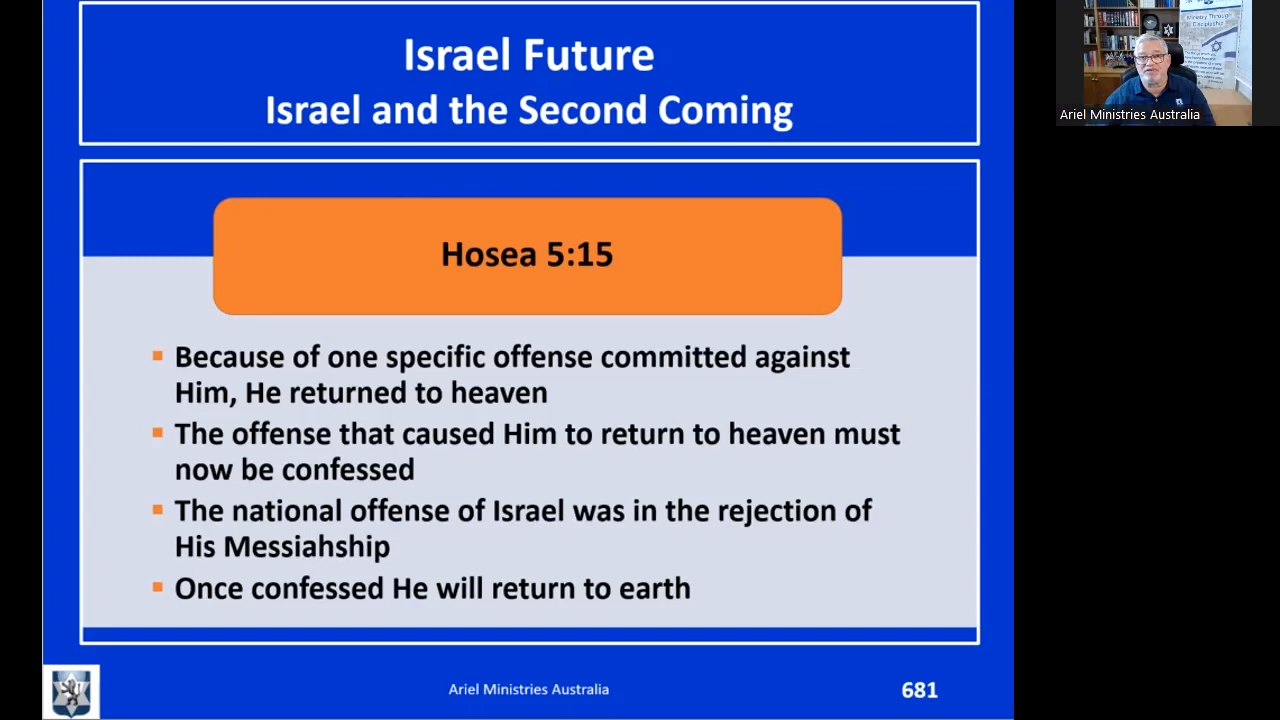 Israel Future
Israel and the Second Coming
Hosea 5:15
Because of one specific offense committed against
Him, He returned to heaven
The offense that caused Him to return to heaven must
now be confessed
The national offense of Israel was in the rejection of
His Messiahship
Once confessed He will return to earth
Ariel Ministries Australia
681
Ministry Through
Discipleship
Ariel Ministries Australia